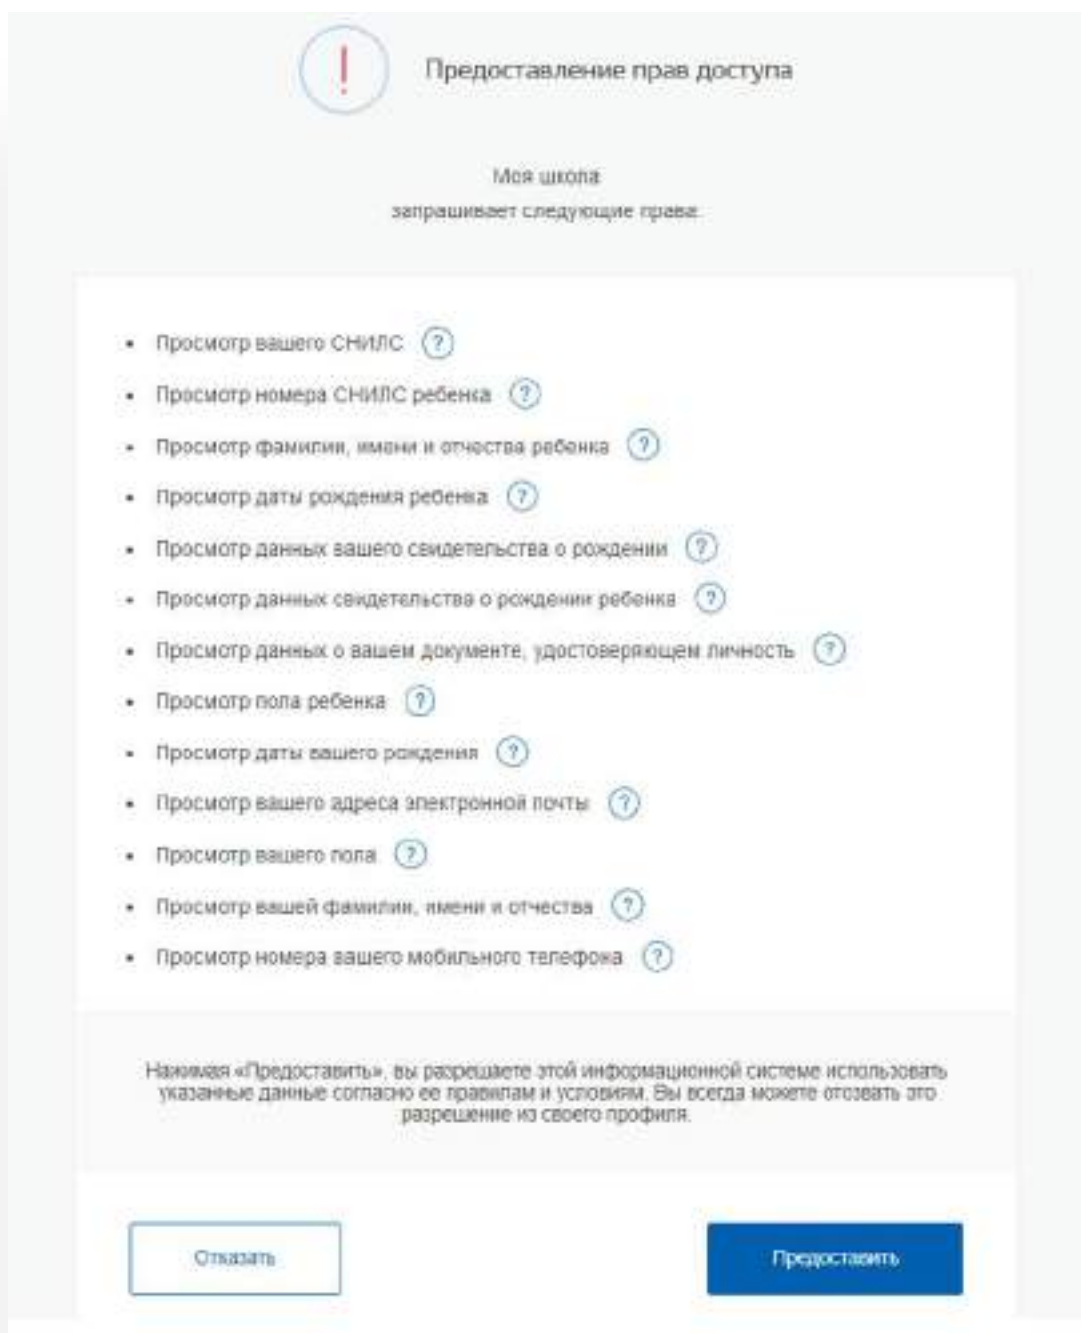 !
Предоставление прав доступа
Моя школа
запрашивает следующие права:
• Просмотр вашего СНИЛС ?
• Просмотр номера СНИЛС ребенка ?
• Просмотр фамилии, имени и отчества ребенка ?
• Просмотр даты рождения ребенка ?
• Просмотр данных вашего свидетельства о рождении ?
• Просмотр данных свидетельства о рождении ребенка ?
• Просмотр данных о вашем документе, удостоверяющем личность ?
• Просмотр пола ребенка ?
• Просмотр даты вашего рождения ?
• Просмотр вашего адреса электронной почты ?
• Просмотр вашего пола ?
• Просмотр вашей фамилии, имени и отчества ?
• Просмотр номера вашего мобильного телефона ?
Нажимая «Предоставить», вы разрешаете этой информационной системе использовать
указанные данные согласно ее правилам и условиям. Вы всегда можете отозвать это
разрешение из своего профиля.
Отказать
Предоставить